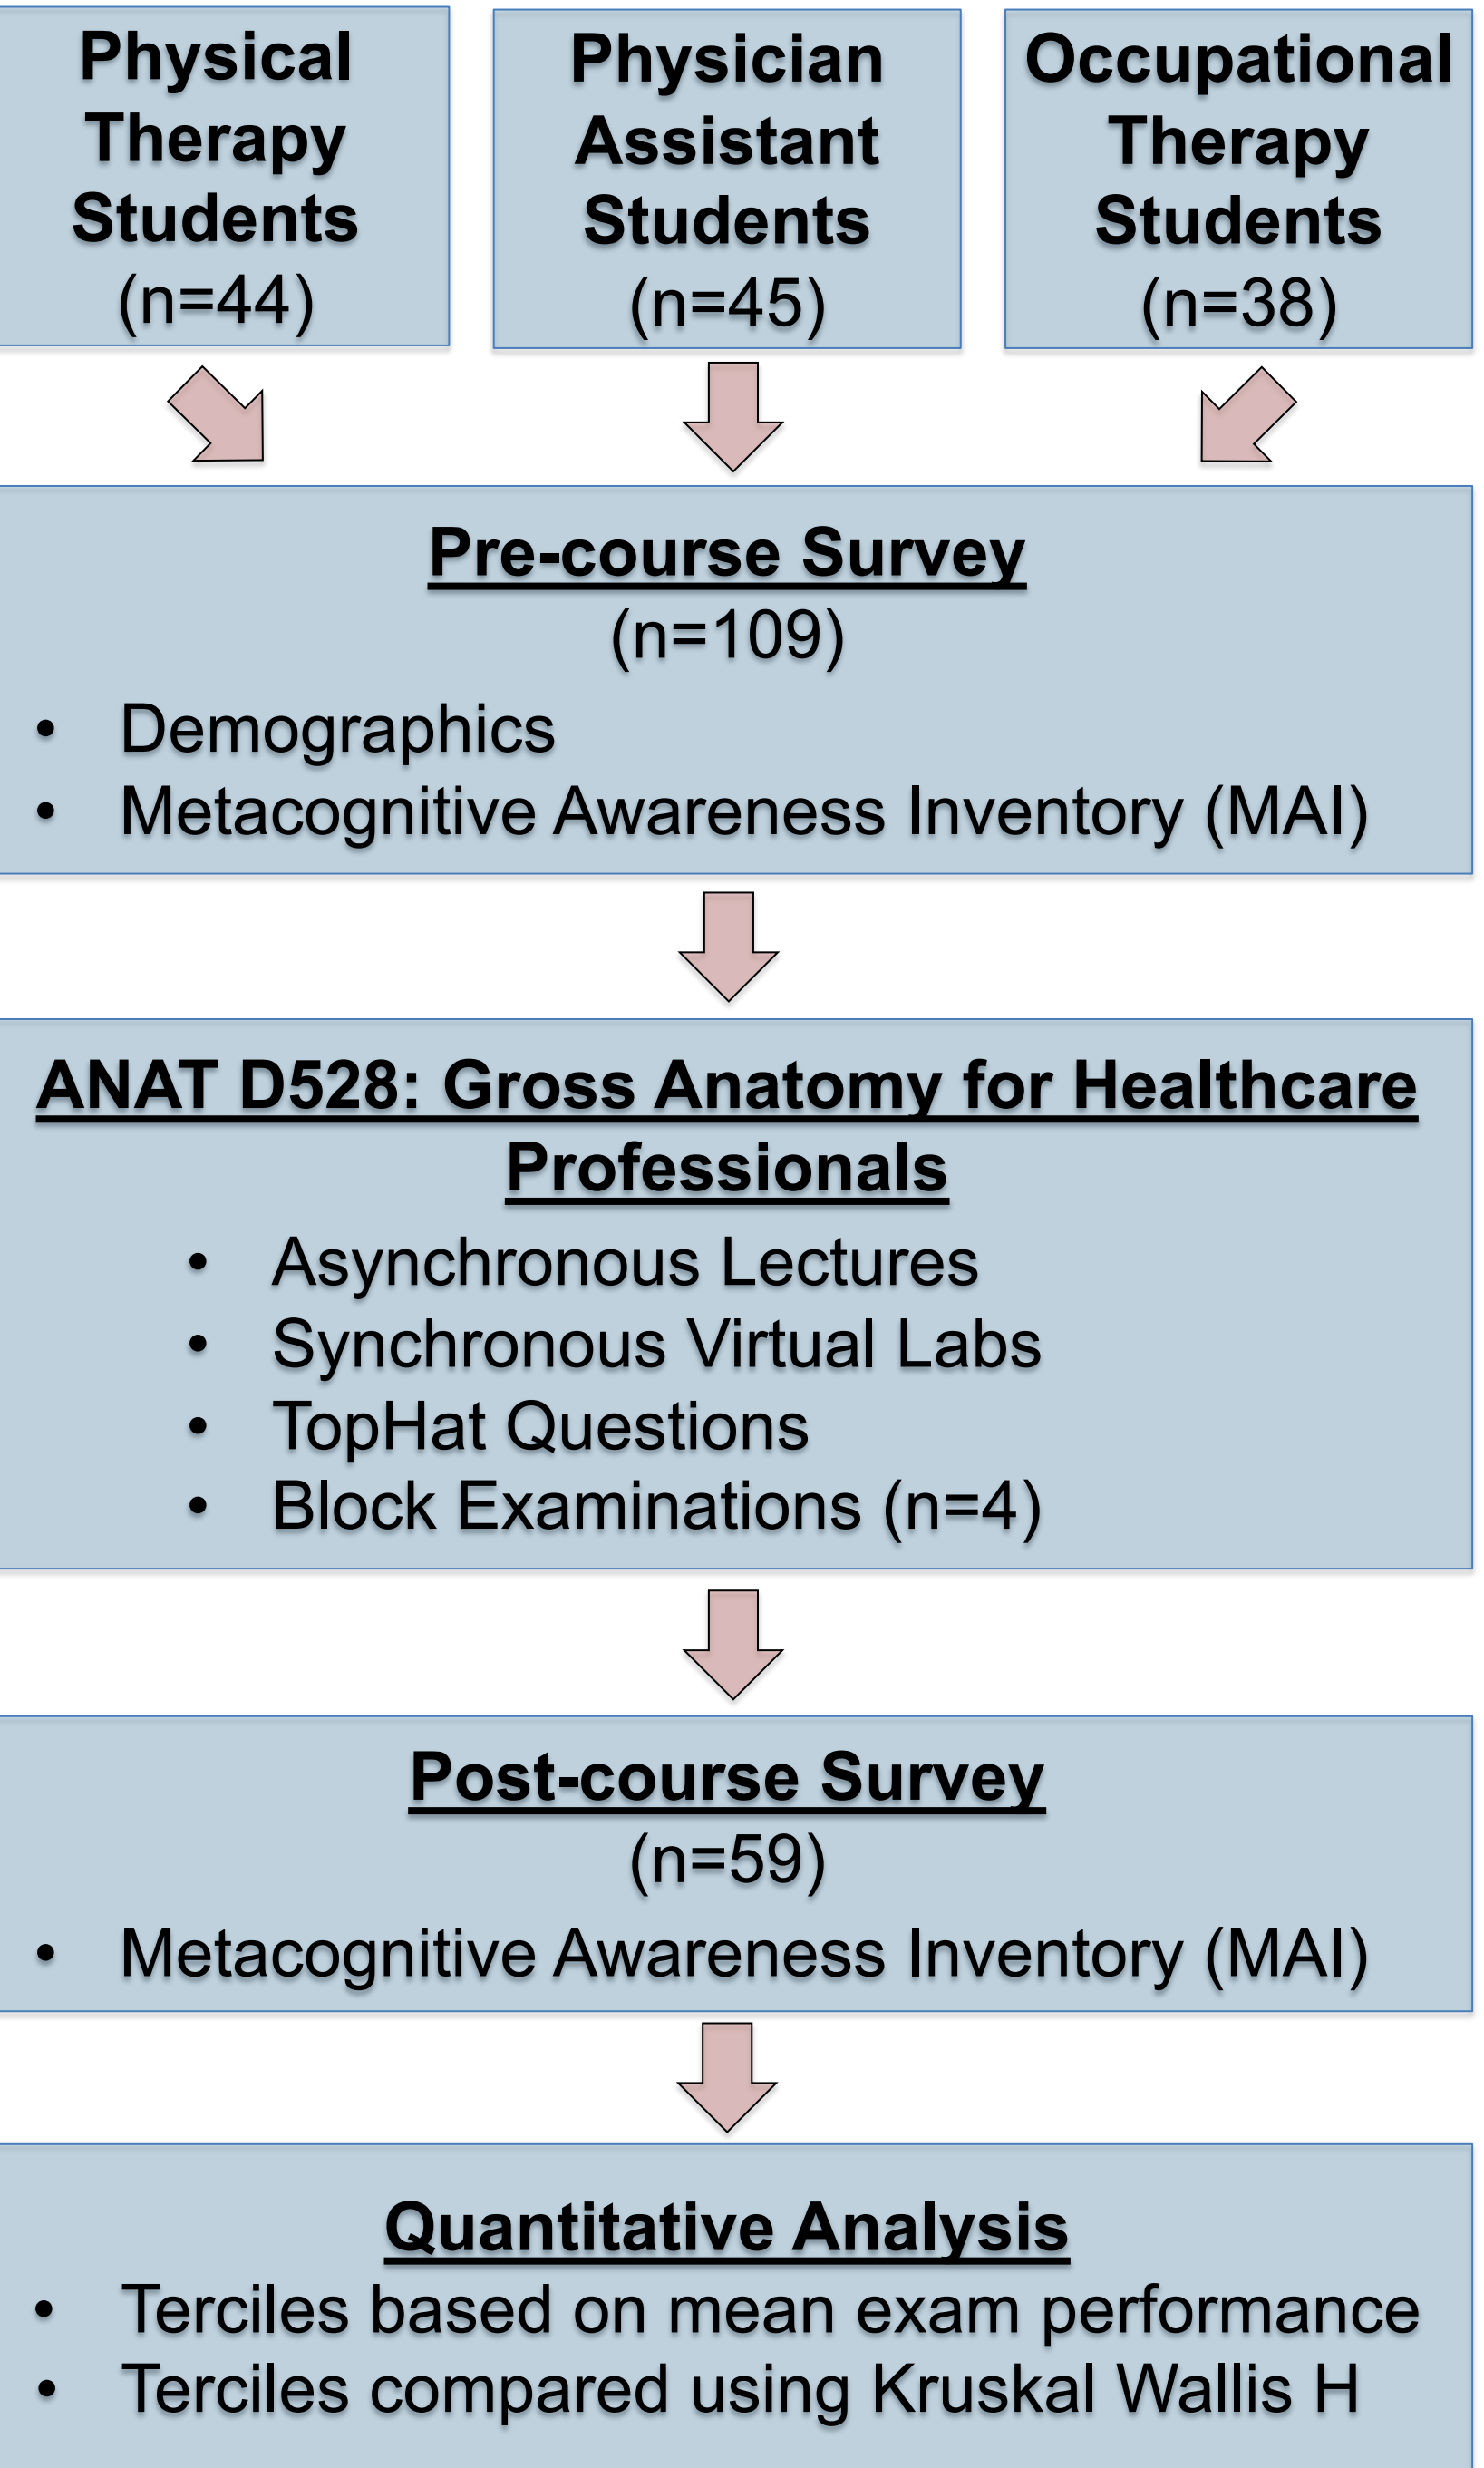 Physical
Therapy
Students
(n=44)
Physician
Assistant
Students
(n=45)
Occupational
Therapy
Students
(n=38)
Pre-course Survey
(n=109)
• Demographics
• Metacognitive Awareness Inventory (MAI)
ANAT D528: Gross Anatomy for Healthcare
Professionals
• Asynchronous Lectures
• Synchronous Virtual Labs
• TopHat Questions
• Block Examinations (n=4)
Post-course Survey
(n=59)
• Metacognitive Awareness Inventory (MAI)
Quantitative Analysis
• Terciles based on mean exam performance
• Terciles compared using Kruskal Wallis H